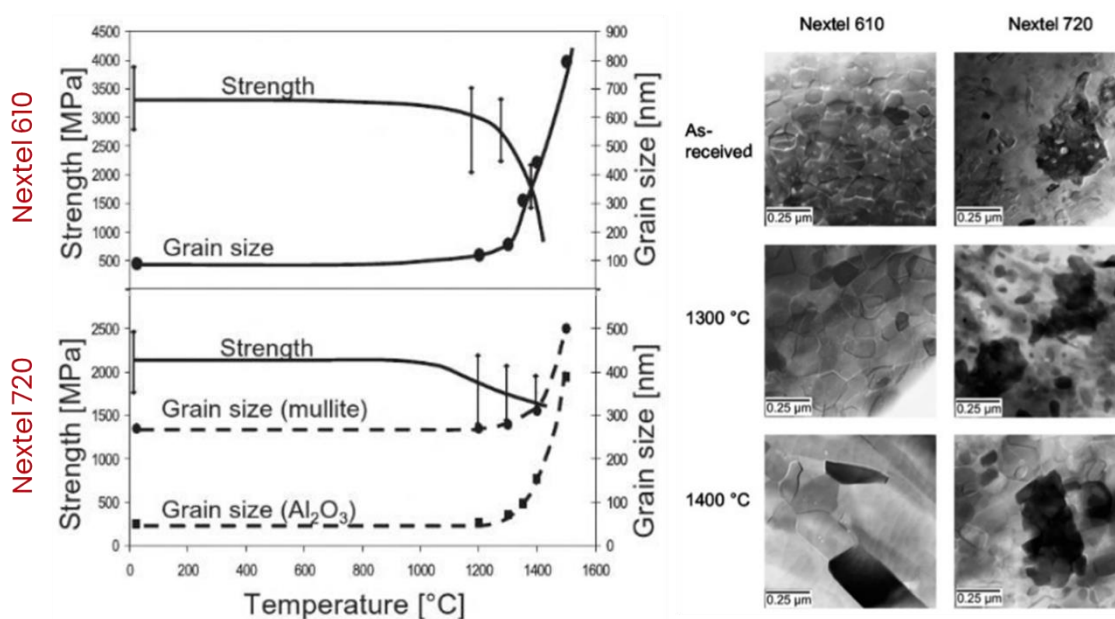 Nextel 610
Strength [MPa]
4500
4000
3500
3000
2500
2000
1500
1000
500
Strength
Grain size
900
800
700
600
500
400
300
200
100
0
Grain size [nm]
Nextel 720
Strength [MPa]
2500
2000
1500
1000
500
0
Strength
Grain size (mullite)
Grain size (Al₂O₃)
500
400
300
200
100
0
Grain size [nm]
0 200 400 600 800 1000 1200 1400 1600
Temperature [°C]
Nextel 610 Nextel 720
As-
received
0.25 µm 0.25 µm
1300 °C
0.25 µm 0.25 µm
1400 °C
0.25 µm 0.25 µm